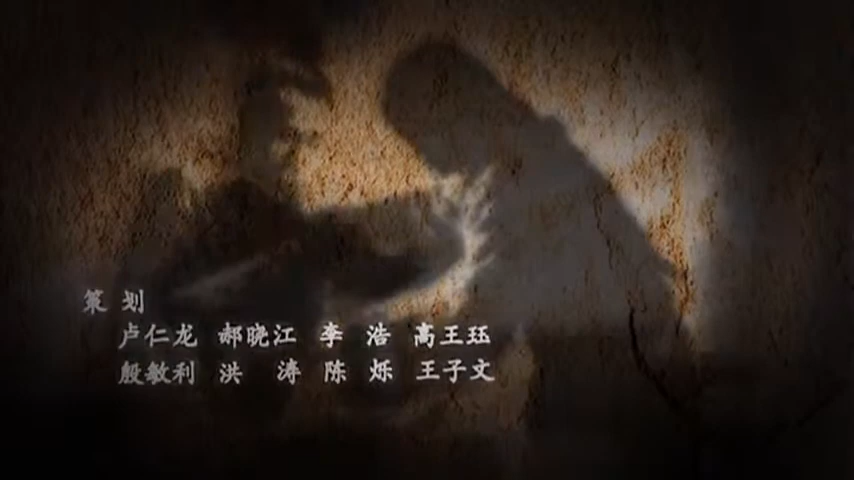 策 划
卢仁龙 郝晓江 李 浩 高王珏
殷敏利 洪 涛 陈 烁 王子文